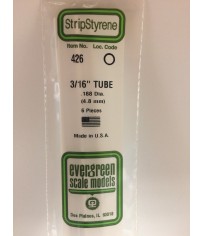 StripStyrene
Item No. Loc. Code
426
3/16" TUBE
.188 Dia.
(4.8 mm)
5 Pieces
Made in U.S.A.
evergreen
scale models
Des Plaines, IL 60018